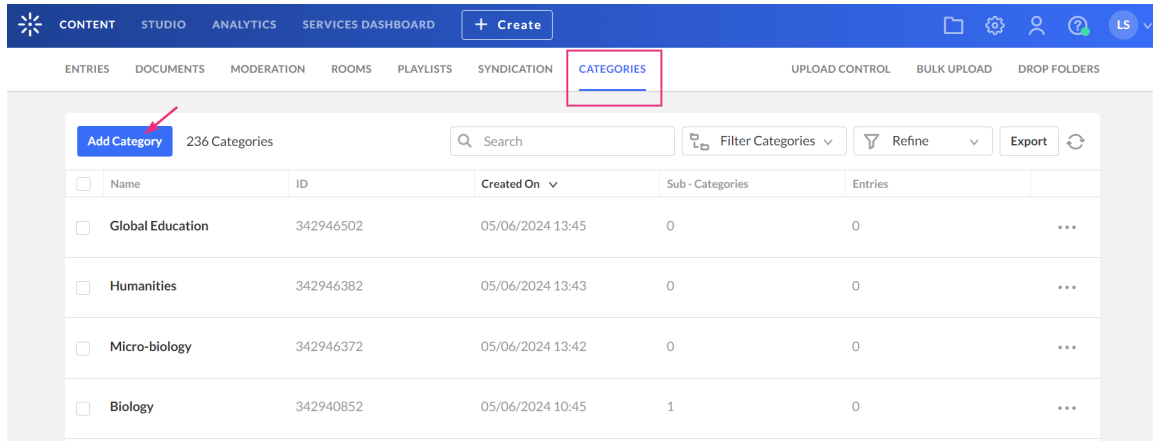 CONTENT STUDIO ANALYTICS SERVICES DASHBOARD + Create LS
ENTRIES DOCUMENTS MODERATION ROOMS PLAYLISTS SYNDICATION CATEGORIES UPLOAD CONTROL BULK UPLOAD DROP FOLDERS
Add Category 236 Categories Search Filter Categories Refine Export
Name ID Created On Sub - Categories Entries
Global Education 342946502 05/06/2024 13:45 0 0
Humanities 342946382 05/06/2024 13:43 0 0
Micro-biology 342946372 05/06/2024 13:42 0 0
Biology 342940852 05/06/2024 10:45 1 0